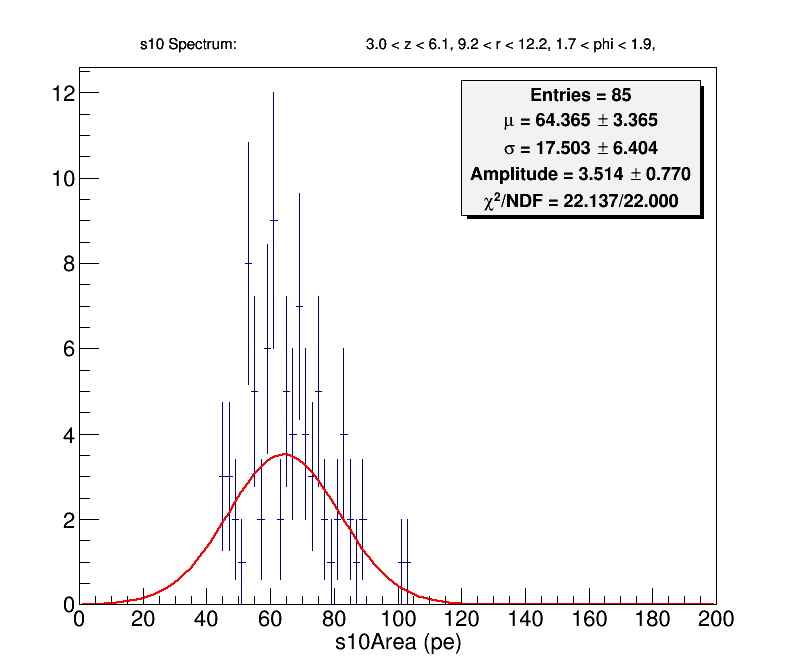 s10 Spectrum: 3.0 < z < 6.1, 9.2 < r < 12.2, 1.7 < phi < 1.9,
Entries = 85
μ = 64.365 ± 3.365
σ = 17.503 ± 6.404
Amplitude = 3.514 ± 0.770
χ²/NDF = 22.137/22.000
12
10
8
6
4
2
0
0 20 40 60 80 100 120 140 160 180 200
s10Area (pe)